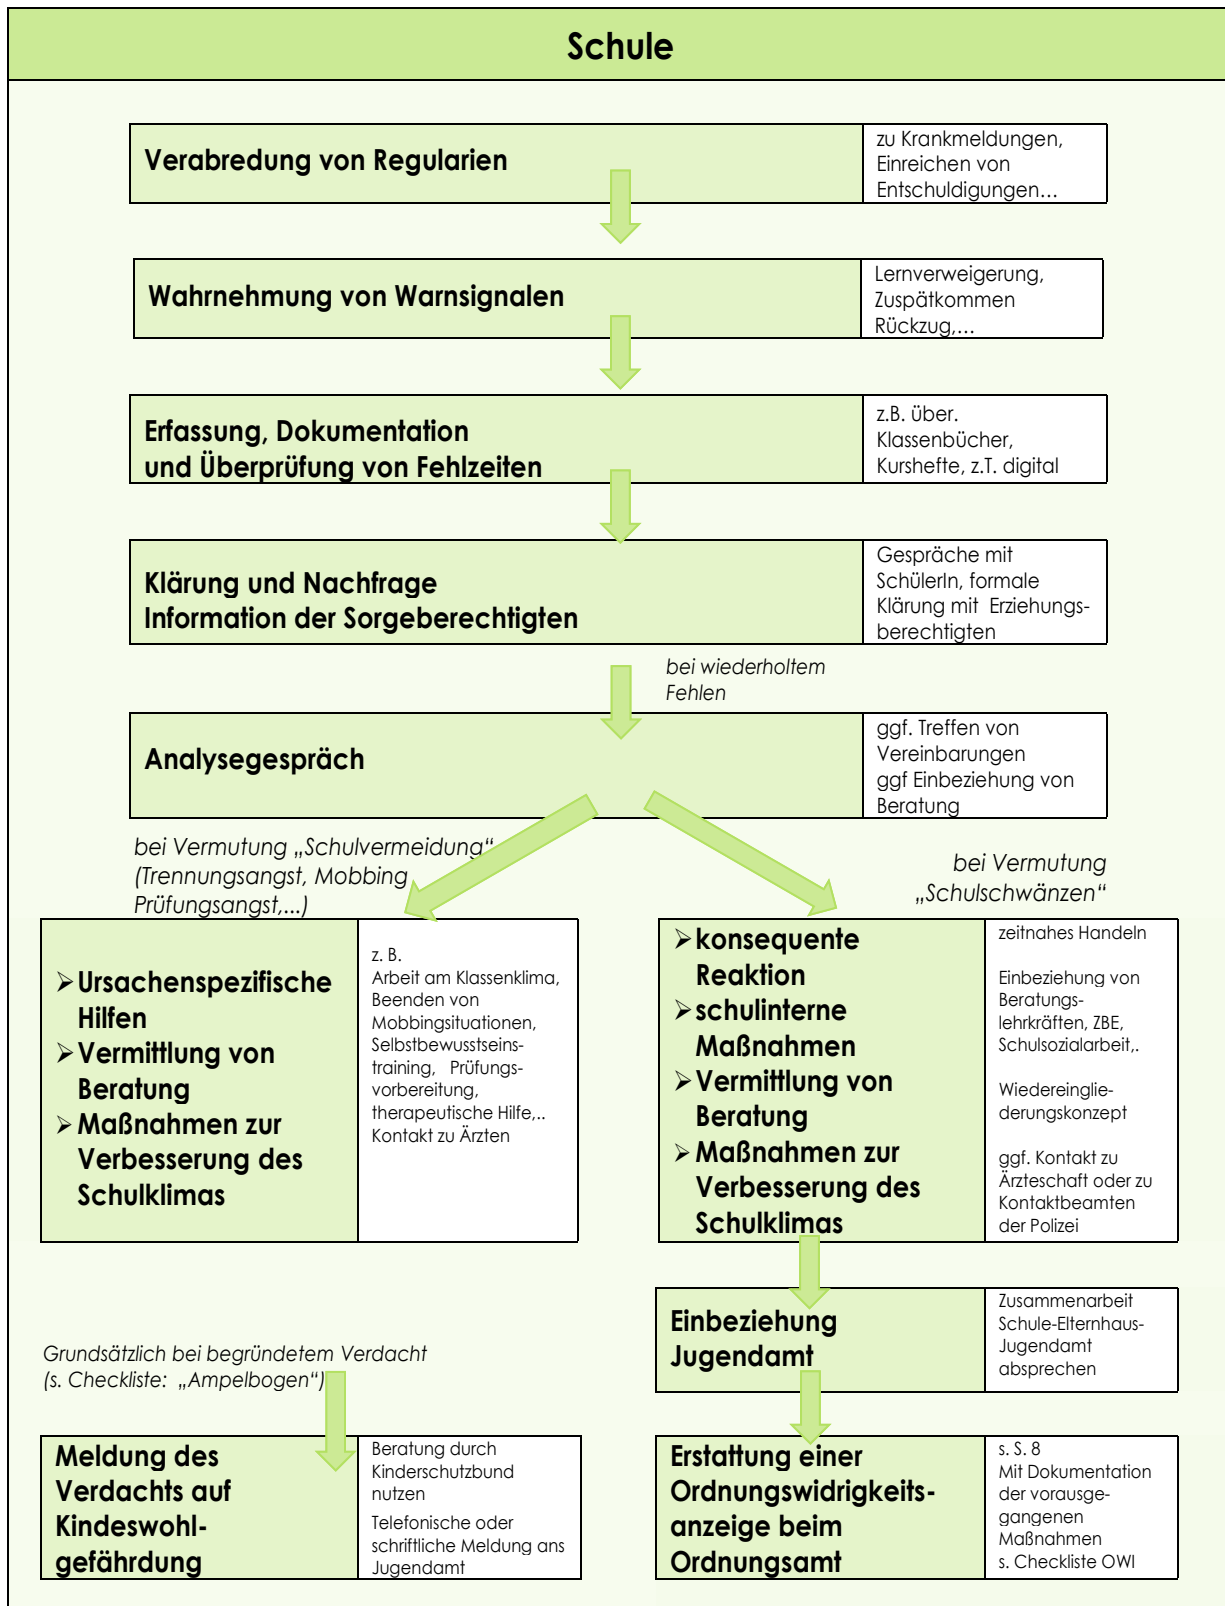 Schule
Verabredung von Regularien
zu Krankmeldungen,
Einreichen von
Entschuldigungen…
Wahrnehmung von Warnsignalen
Lernverweigerung,
Zuspätkommen
Rückzug,…
Erfassung, Dokumentation
und Überprüfung von Fehlzeiten
z.B. über.
Klassenbücher,
Kurshefte, z.T. digital
Klärung und Nachfrage
Information der Sorgeberechtigten
Gespräche mit
SchülerIn, formale
Klärung mit Erziehungs-
berechtigten
bei wiederholtem
Fehlen
Analysegespräch
ggf. Treffen von
Vereinbarungen
ggf Einbeziehung von
Beratung
bei Vermutung „Schulvermeidung“
(Trennungsangst, Mobbing
Prüfungsangst,...)
bei Vermutung
„Schulschwänzen“
➢ Ursachenspezifische
Hilfen
➢ Vermittlung von
Beratung
➢ Maßnahmen zur
Verbesserung des
Schulklimas
z. B.
Arbeit am Klassenklima,
Beenden von
Mobbingsituationen,
Selbstbewusstseins-
training, Prüfungs-
vorbereitung,
therapeutische Hilfe,..
Kontakt zu Ärzten
➢ konsequente
Reaktion
➢ schulinterne
Maßnahmen
➢ Vermittlung von
Beratung
➢ Maßnahmen zur
Verbesserung des
Schulklimas
zeitnahes Handeln
Einbeziehung von
Beratungs-
lehrkräften, ZBE,
Schulsozialarbeit,.
Wiedereinglie-
derungskonzept
ggf. Kontakt zu
Ärzteschaft oder zu
Kontaktbeamten
der Polizei
Einbeziehung
Jugendamt
Zusammenarbeit
Schule-Elternhaus-
Jugendamt
absprechen
Grundsätzlich bei begründetem Verdacht
(s. Checkliste: „Ampelbogen“)
Meldung des
Verdachts auf
Kindeswohl-
gefährdung
Beratung durch
Kinderschutzbund
nutzen
Telefonische oder
schriftliche Meldung ans
Jugendamt
Erstattung einer
Ordnungswidrigkeits-
anzeige beim
Ordnungsamt
s. S. 8
Mit Dokumentation
der vorausge-
gangenen
Maßnahmen
s. Checkliste OWI